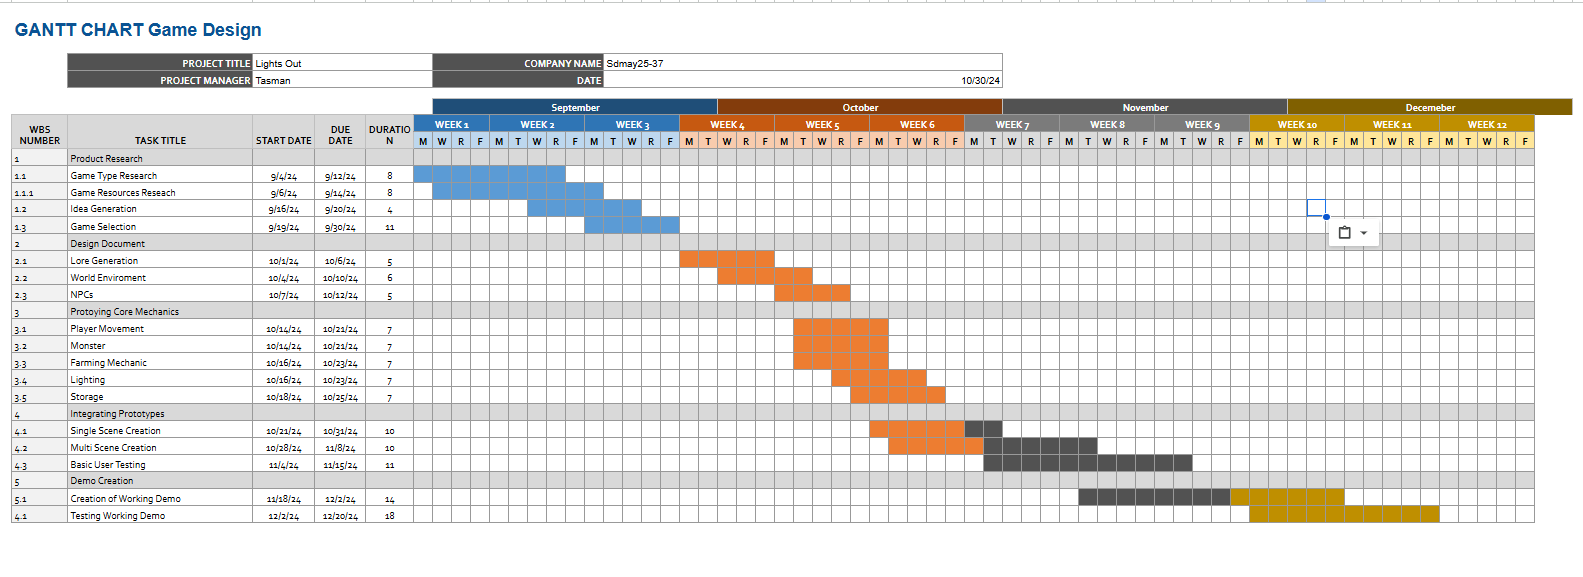 GANTT CHART Game Design
PROJECT TITLE Lights Out COMPANY NAME Sdmay25-37
PROJECT MANAGER Tasman DATE 10/30/24
September October November Decemeber
WBS NUMBER TASK TITLE START DATE DUE DATE DURATIO N WEEK 1 WEEK 2 WEEK 3 WEEK 4 WEEK 5 WEEK 6 WEEK 7 WEEK 8 WEEK 9 WEEK 10 WEEK 11 WEEK 12
M W R F M T W R F M T W R F M T W R F M T W R F M T W R F M T W R F M T W R F M T W R F M T W R F M T W R F M T W R F
1 Product Research
1.1 Game Type Research 9/4/24 9/12/24 8
1.1.1 Game Resources Reseach 9/6/24 9/14/24 8
1.2 Idea Generation 9/16/24 9/20/24 4
1.3 Game Selection 9/19/24 9/30/24 11
2 Design Document
2.1 Lore Generation 10/1/24 10/6/24 5
2.2 World Enviroment 10/4/24 10/10/24 6
2.3 NPCs 10/7/24 10/12/24 5
3 Protoying Core Mechanics
3.1 Player Movement 10/14/24 10/21/24 7
3.2 Monster 10/14/24 10/21/24 7
3.3 Farming Mechanic 10/16/24 10/23/24 7
3.4 Lighting 10/16/24 10/23/24 7
3.5 Storage 10/18/24 10/25/24 7
4 Integrating Prototypes
4.1 Single Scene Creation 10/21/24 10/31/24 10
4.2 Multi Scene Creation 10/28/24 11/8/24 10
4.3 Basic User Testing 11/4/24 11/15/24 11
5 Demo Creation
5.1 Creation of Working Demo 11/18/24 12/2/24 14
4.1 Testing Working Demo 12/2/24 12/20/24 18